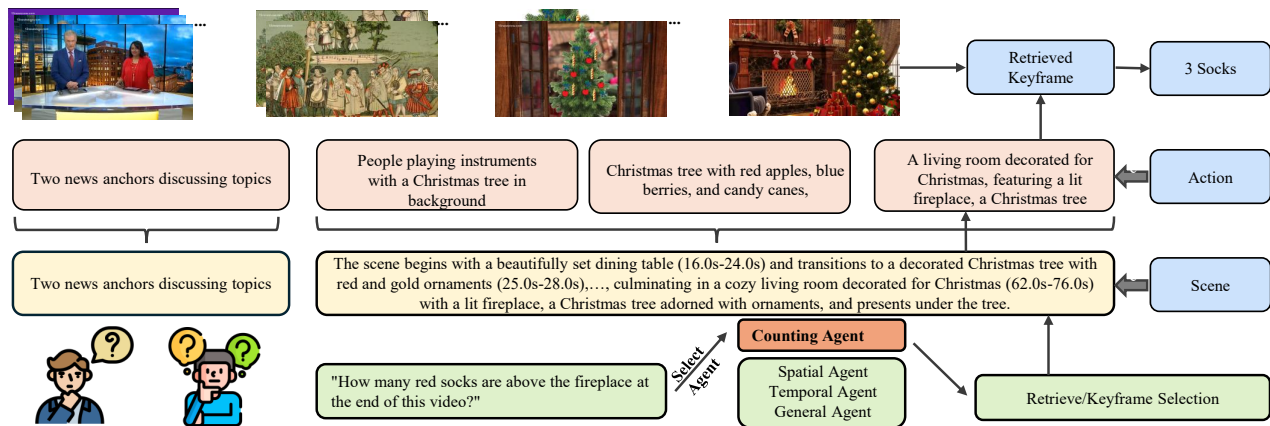 ...
...
...
Retrieved
Keyframe
3 Socks
Two news anchors discussing topics
People playing instruments
with a Christmas tree in
background
Christmas tree with red apples, blue
berries, and candy canes,
A living room decorated for
Christmas, featuring a lit
fireplace, a Christmas tree
Action
Two news anchors discussing topics
The scene begins with a beautifully set dining table (16.0s-24.0s) and transitions to a decorated Christmas tree with
red and gold ornaments (25.0s-28.0s),…, culminating in a cozy living room decorated for Christmas (62.0s-76.0s)
with a lit fireplace, a Christmas tree adorned with ornaments, and presents under the tree.
Scene
?
?
?
"How many red socks are above the fireplace at
the end of this video?"
Select
Agent
Counting Agent
Spatial Agent
Temporal Agent
General Agent
Retrieve/Keyframe Selection